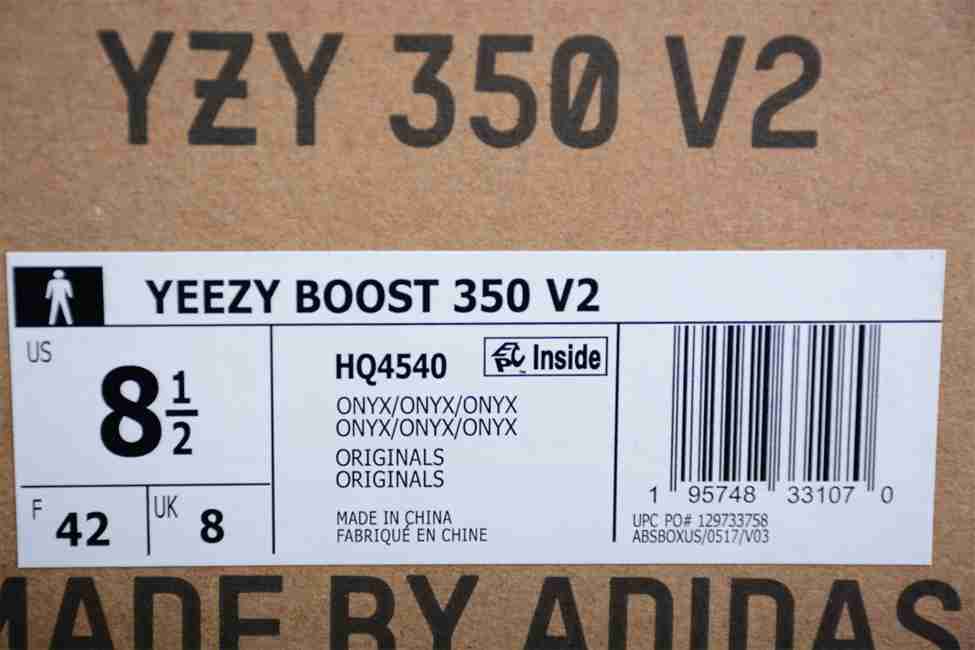 YZY 350 V2
YEEZY BOOST 350 V2
US
8 1/2
F 42
UK 8
HQ4540
EPC™ Inside
ONYX/ONYX/ONYX
ONYX/ONYX/ONYX
ORIGINALS
ORIGINALS
MADE IN CHINA
FABRIQUÉ EN CHINE
1 95748 33107 0
UPC PO# 129733758
ABSBOXUS/0517/V03
MADE BY ADIDAS